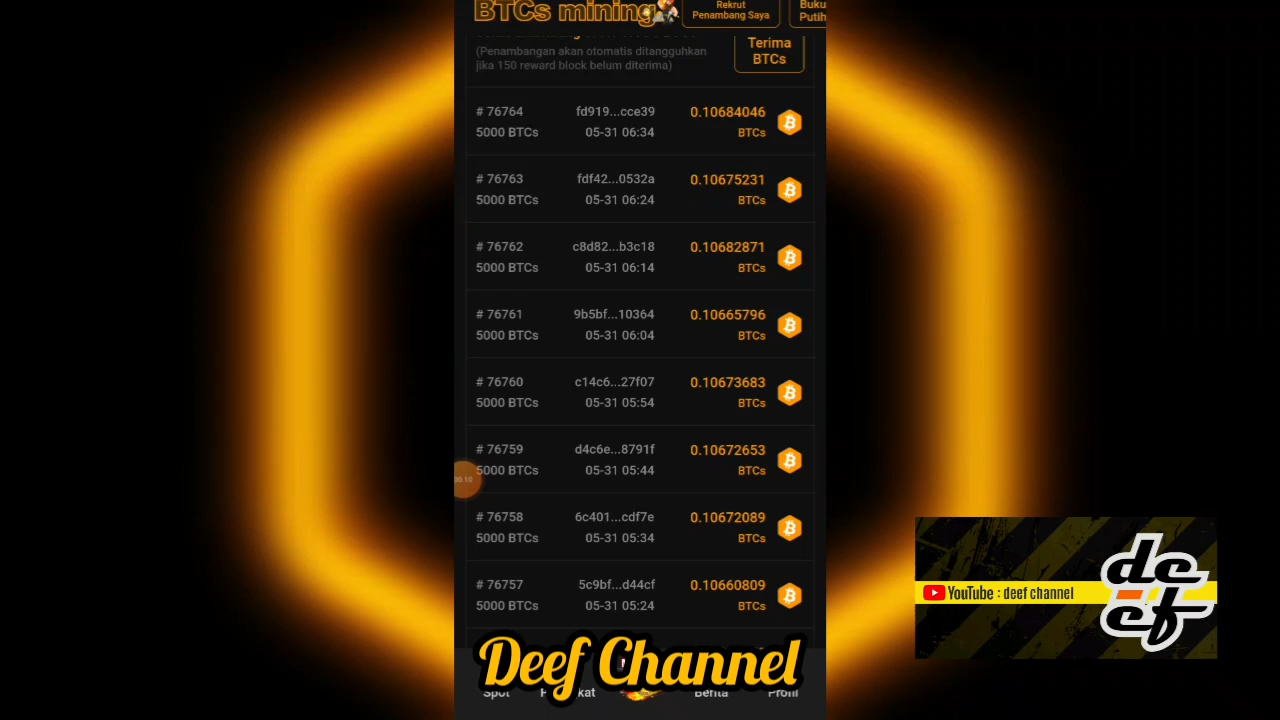 BTCs mining
Rekrut
Penambang Saya
Buku
Putih
(Penambangan akan otomatis ditangguhkan
jika 150 reward block belum diterima)
Terima
BTCs
# 76764 fd919...cce39 0.10684046
5000 BTCs 05-31 06:34 BTCs
# 76763 fdf42...0532a 0.10675231
5000 BTCs 05-31 06:24 BTCs
# 76762 c8d82...b3c18 0.10682871
5000 BTCs 05-31 06:14 BTCs
# 76761 9b5bf...10364 0.10665796
5000 BTCs 05-31 06:04 BTCs
# 76760 c14c6...27f07 0.10673683
5000 BTCs 05-31 05:54 BTCs
# 76759 d4c6e...8791f 0.10672653
5000 BTCs 05-31 05:44 BTCs
00:10
# 76758 6c401...cdf7e 0.10672089
5000 BTCs 05-31 05:34 BTCs
# 76757 5c9bf...d44cf 0.10660809
5000 BTCs 05-31 05:24 BTCs
Deef Channel
Spot Berita Profil
YouTube : deef channel
deef